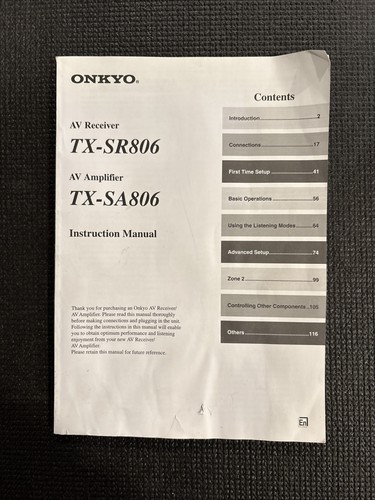 ONKYO®
Contents
AV Receiver
TX-SR806
AV Amplifier
TX-SA806
Instruction Manual
Introduction 2
Connections 17
First Time Setup 41
Basic Operations 56
Using the Listening Modes 64
Advanced Setup 74
Zone 2 99
Controlling Other Components 105
Others 116
Thank you for purchasing an Onkyo AV Receiver/
AV Amplifier. Please read this manual thoroughly
before making connections and plugging in the unit.
Following the instructions in this manual will enable
you to obtain optimum performance and listening
enjoyment from your new AV Receiver/
AV Amplifier.
Please retain this manual for future reference.
En